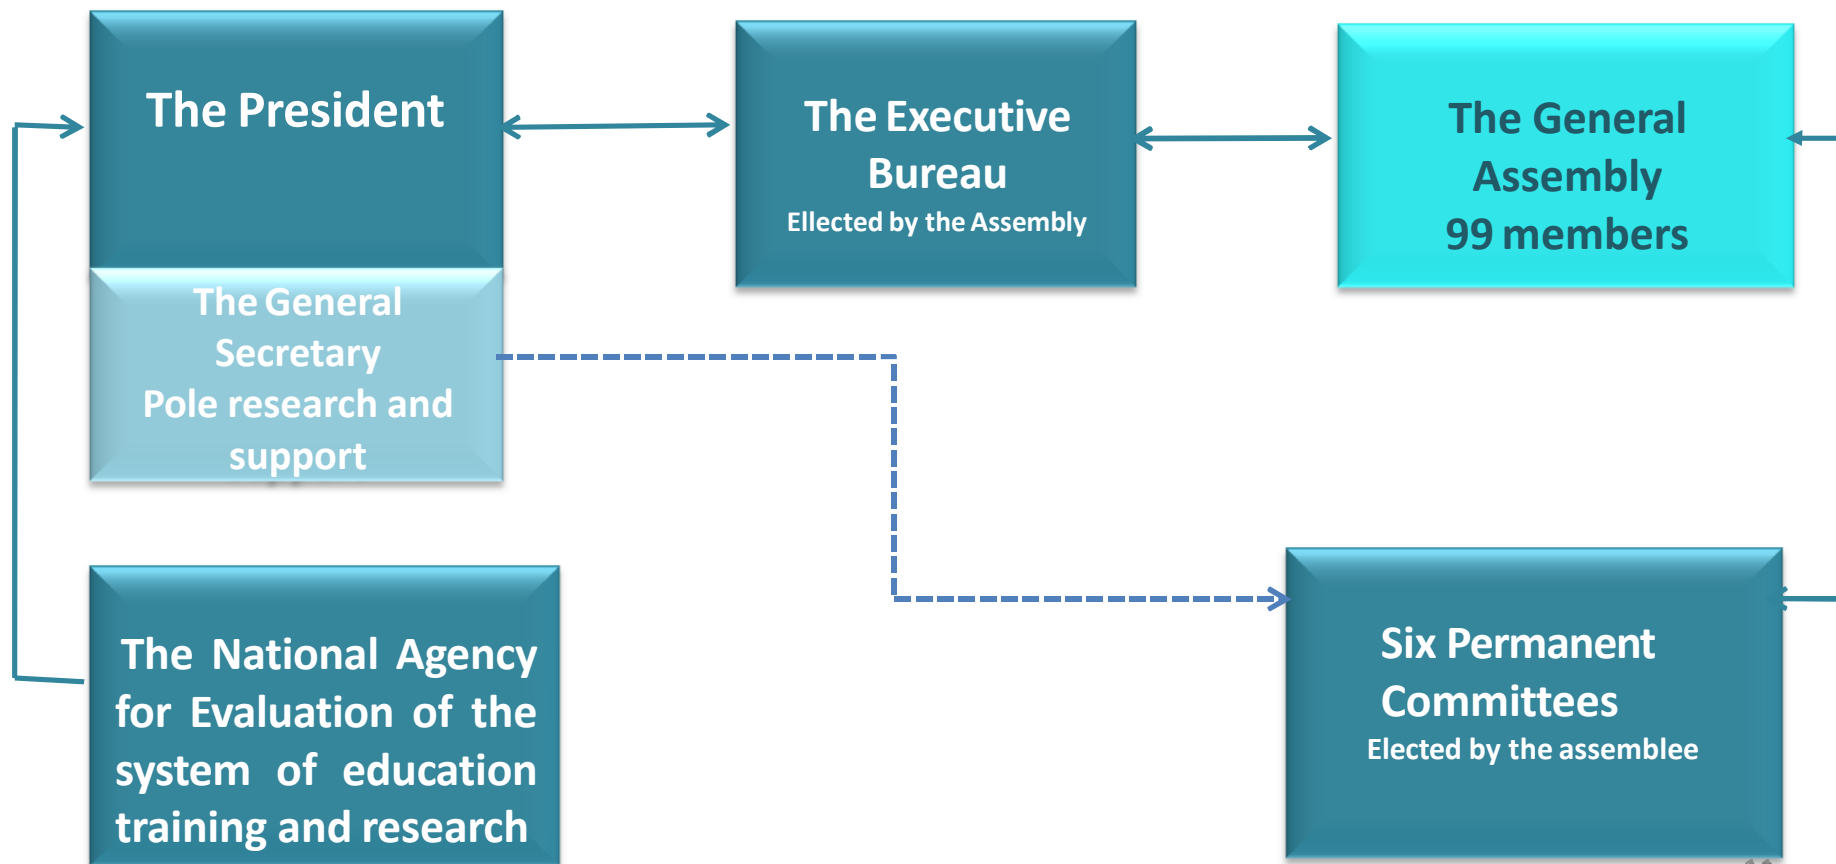 The President
The Executive
Bureau
Ellected by the Assembly
The General
Assembly
99 members
The General
Secretary
Pole research and
support
The National Agency
for Evaluation of the
system of education
training and research
Six Permanent
Committees
Elected by the assemblee